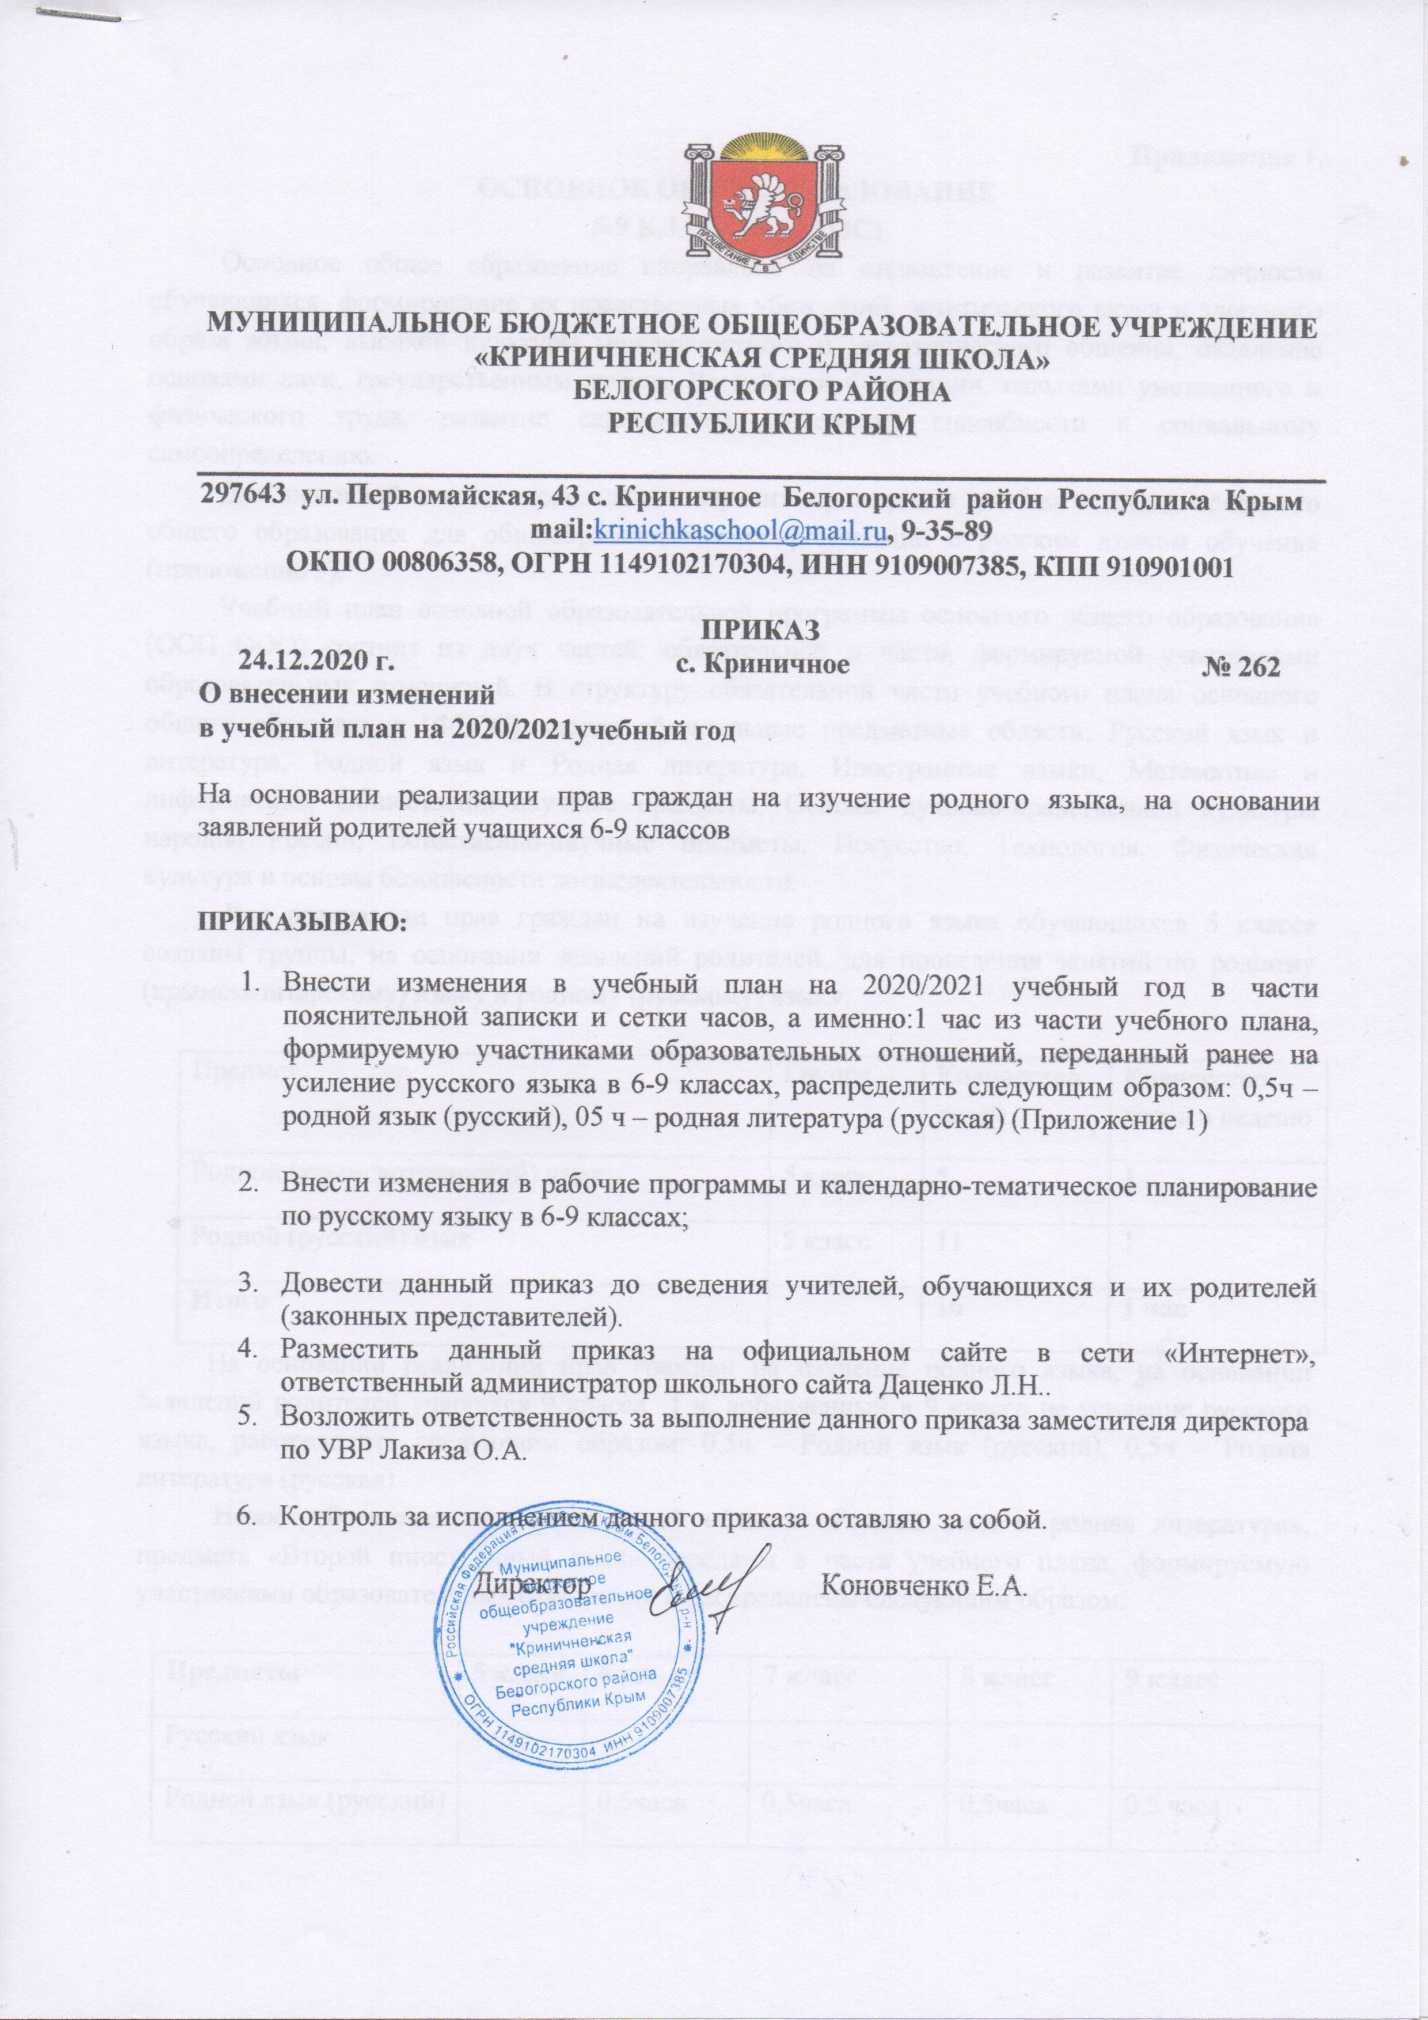 ПРОЦВЕТАНИЕ В ЕДИНСТВЕ
МУНИЦИПАЛЬНОЕ БЮДЖЕТНОЕ ОБЩЕОБРАЗОВАТЕЛЬНОЕ УЧРЕЖДЕНИЕ
«КРИНИЧНЕНСКАЯ СРЕДНЯЯ ШКОЛА»
БЕЛОГОРСКОГО РАЙОНА
РЕСПУБЛИКИ КРЫМ
297643 ул. Первомайская, 43 с. Криничное Белогорский район Республика Крым
mail:krinichkaschool@mail.ru, 9-35-89
ОКПО 00806358, ОГРН 1149102170304, ИНН 9109007385, КПП 910901001
ПРИКАЗ
24.12.2020 г. с. Криничное № 262
О внесении изменений
в учебный план на 2020/2021учебный год
На основании реализации прав граждан на изучение родного языка, на основании
заявлений родителей учащихся 6-9 классов
ПРИКАЗЫВАЮ:
1. Внести изменения в учебный план на 2020/2021 учебный год в части
пояснительной записки и сетки часов, а именно:1 час из части учебного плана,
формируемую участниками образовательных отношений, переданный ранее на
усиление русского языка в 6-9 классах, распределить следующим образом: 0,5ч –
родной язык (русский), 05 ч – родная литература (русская) (Приложение 1)
2. Внести изменения в рабочие программы и календарно-тематическое планирование
по русскому языку в 6-9 классах;
3. Довести данный приказ до сведения учителей, обучающихся и их родителей
(законных представителей).
4. Разместить данный приказ на официальном сайте в сети «Интернет»,
ответственный администратор школьного сайта Даценко Л.Н..
5. Возложить ответственность за выполнение данного приказа заместителя директора
по УВР Лакиза О.А.
6. Контроль за исполнением данного приказа оставляю за собой.
Директор Коновченко Е.А.
Российская Федерация Республика Крым Белогорский р-н
Муниципальное
бюджетное
общеобразовательное
учреждение
"Криничненская
средняя школа"
Белогорского района
Республики Крым
ОГРН 1149102170304 ИНН 9109007385